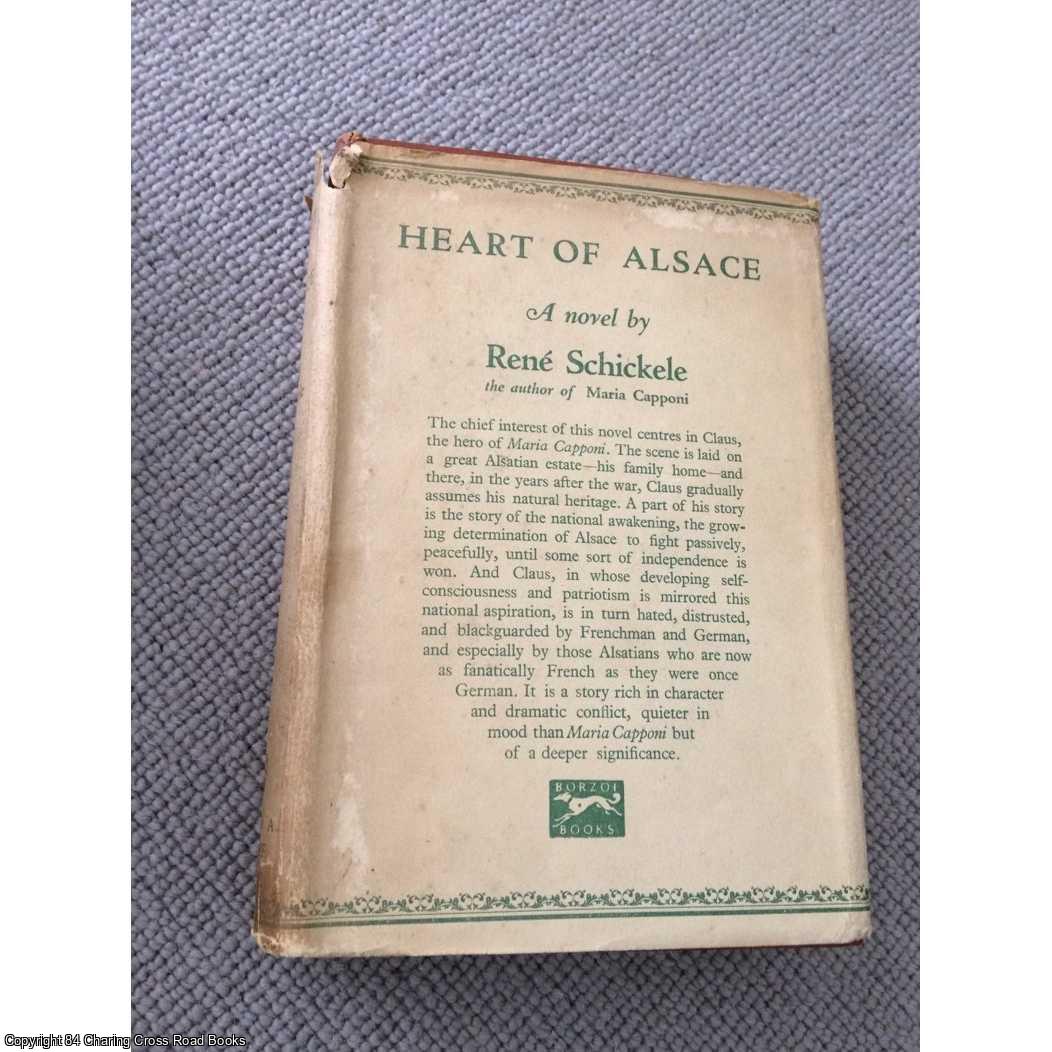 HEART OF ALSACE
A novel by
René Schickele
the author of Maria Capponi
The chief interest of this novel centres in Claus,
the hero of Maria Capponi. The scene is laid on
a great Alsatian estate—his family home—and
there, in the years after the war, Claus gradually
assumes his natural heritage. A part of his story
is the story of the national awakening, the grow-
ing determination of Alsace to fight passively,
peacefully, until some sort of independence is
won. And Claus, in whose developing self-
consciousness and patriotism is mirrored this
national aspiration, is in turn hated, distrusted,
and blackguarded by Frenchman and German,
and especially by those Alsatians who are now
as fanatically French as they were once
German. It is a story rich in character
and dramatic conflict, quieter in
mood than Maria Capponi but
of a deeper significance.
BORZOI
BOOKS
Copyright 84 Charing Cross Road Books